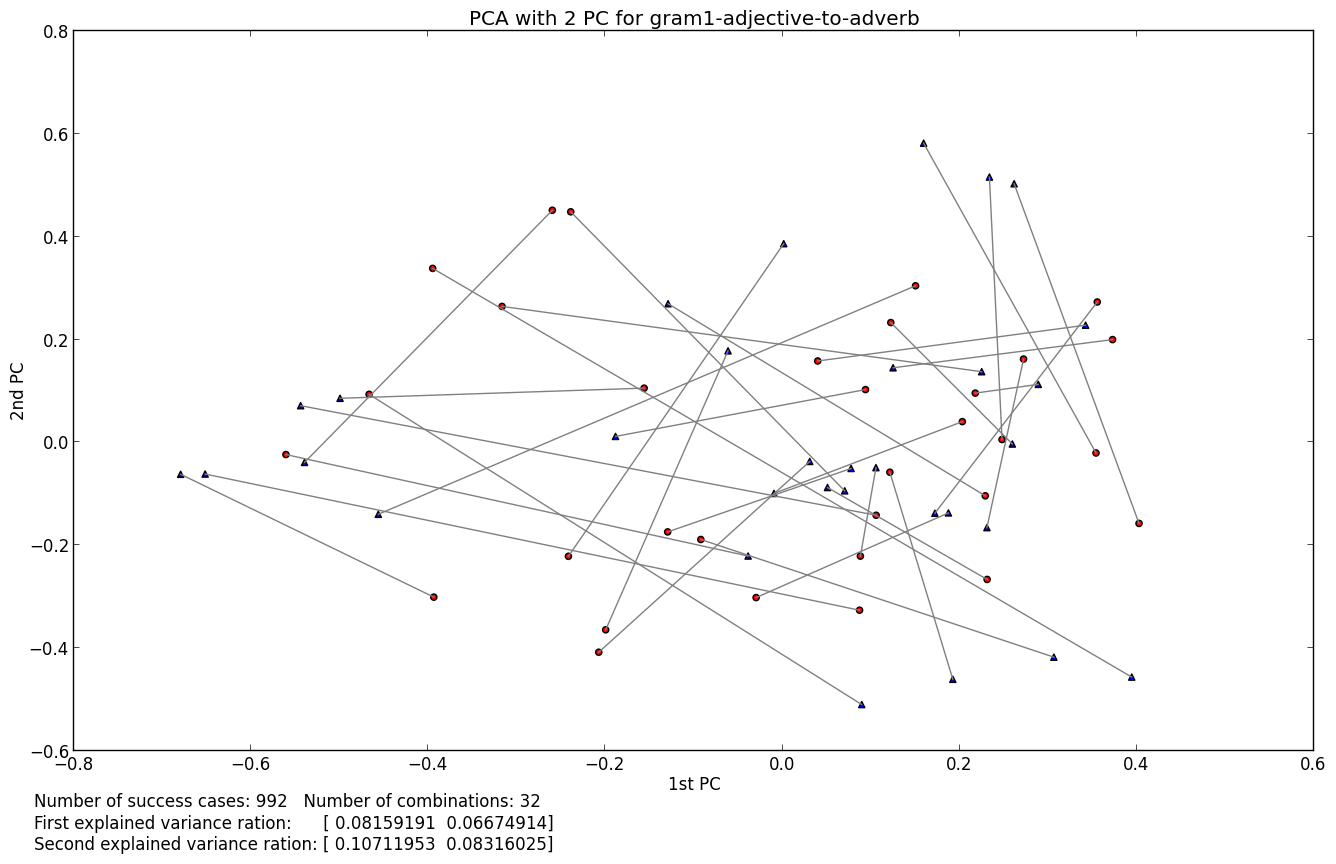 PCA with 2 PC for gram1-adjective-to-adverb
0.8
0.6
0.4
0.2
0.0
−0.2
−0.4
−0.6
2nd PC
−0.8 −0.6 −0.4 −0.2 0.0 0.2 0.4 0.6
1st PC
Number of success cases: 992 Number of combinations: 32
First explained variance ration: [ 0.08159191 0.06674914]
Second explained variance ration: [ 0.10711953 0.08316025]